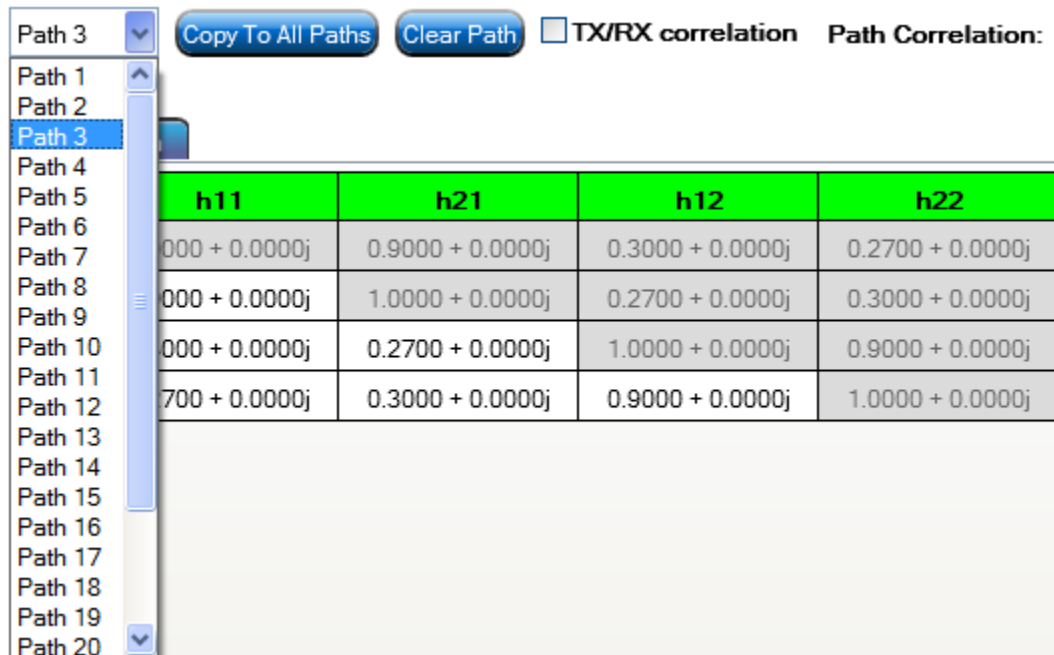 Path 3 Copy To All Paths Clear Path TX/RX correlation Path Correlation:
Path 1
Path 2
Path 3
Path 4
Path 5
Path 6
Path 7
Path 8
Path 9
Path 10
Path 11
Path 12
Path 13
Path 14
Path 15
Path 16
Path 17
Path 18
Path 19
Path 20
h11 h21 h12 h22
000 + 0.0000j 0.9000 + 0.0000j 0.3000 + 0.0000j 0.2700 + 0.0000j
000 + 0.0000j 1.0000 + 0.0000j 0.2700 + 0.0000j 0.3000 + 0.0000j
000 + 0.0000j 0.2700 + 0.0000j 1.0000 + 0.0000j 0.9000 + 0.0000j
700 + 0.0000j 0.3000 + 0.0000j 0.9000 + 0.0000j 1.0000 + 0.0000j